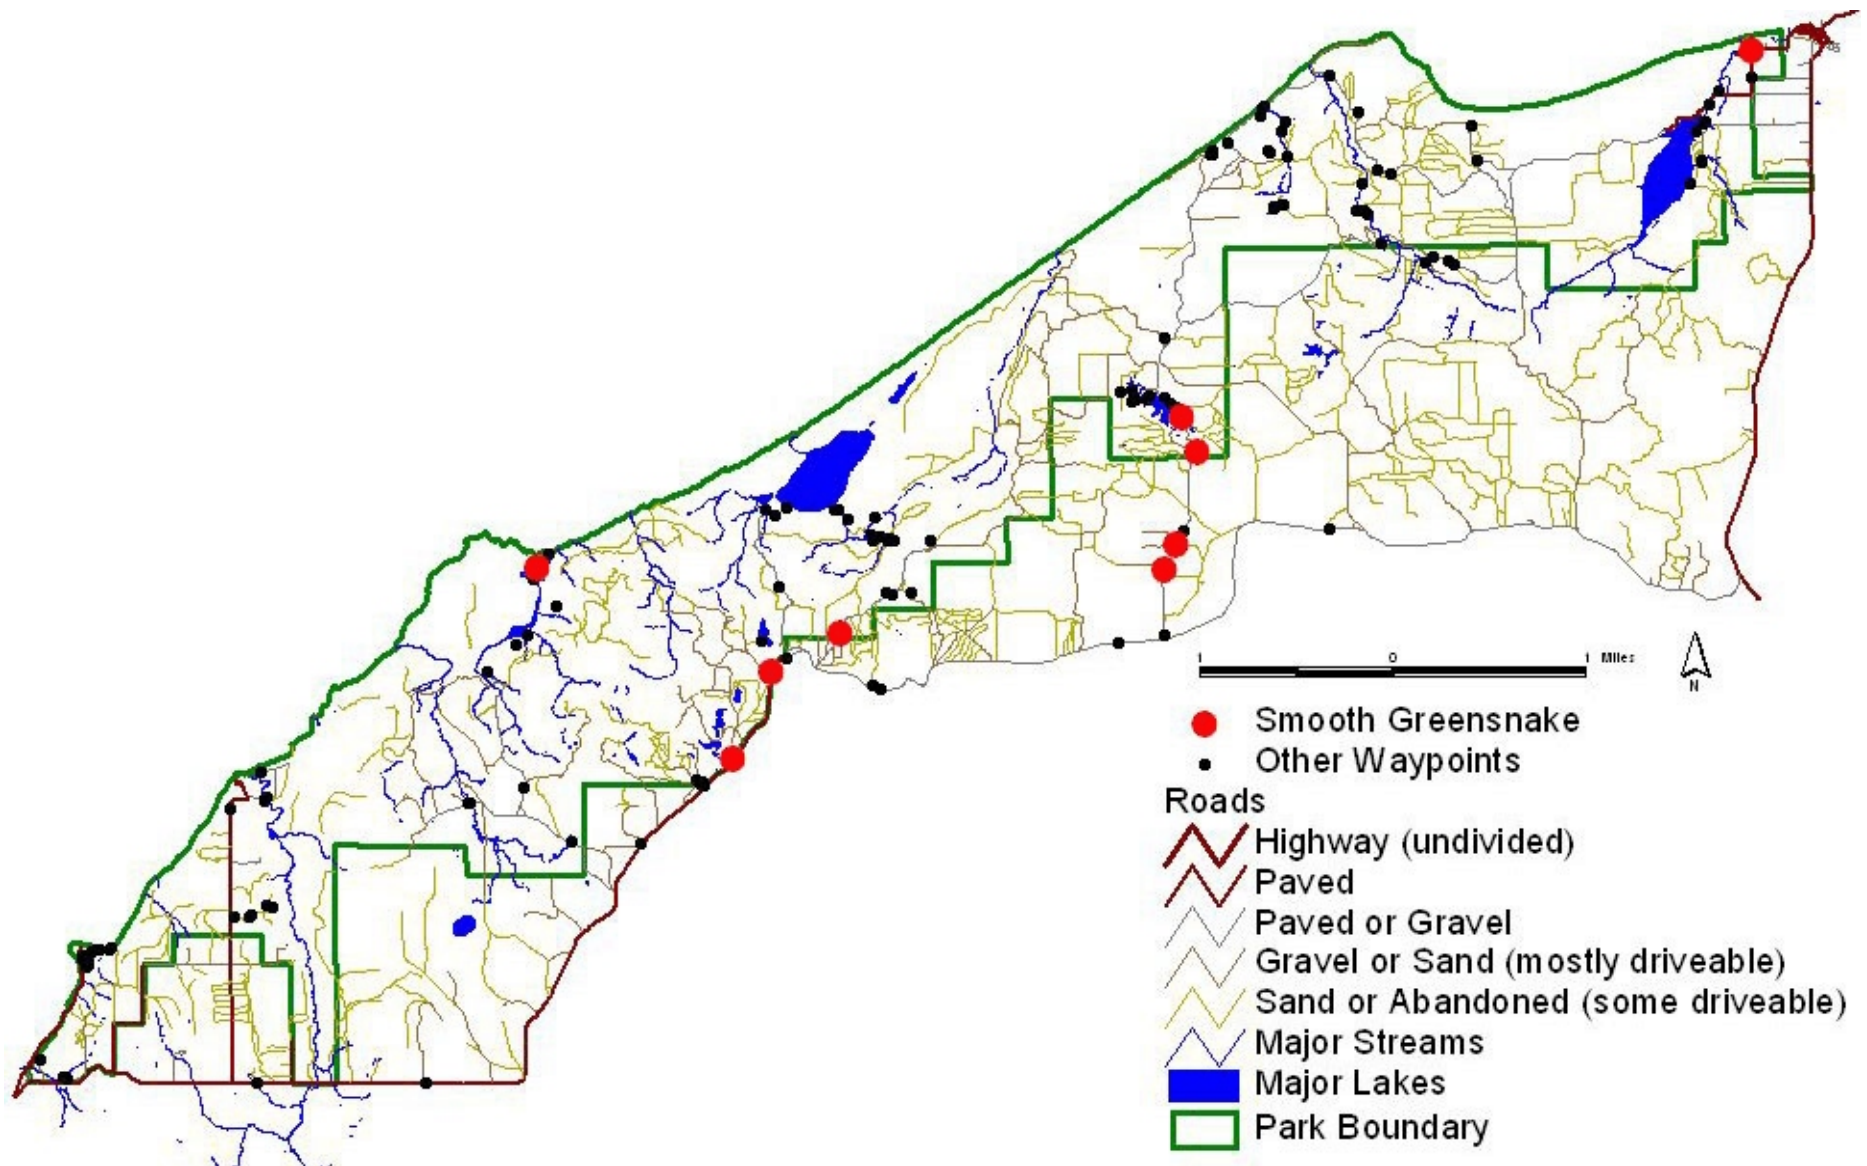 1 0 1 Miles
N
Smooth Greensnake
Other Waypoints
Roads
Highway (undivided)
Paved
Paved or Gravel
Gravel or Sand (mostly driveable)
Sand or Abandoned (some driveable)
Major Streams
Major Lakes
Park Boundary